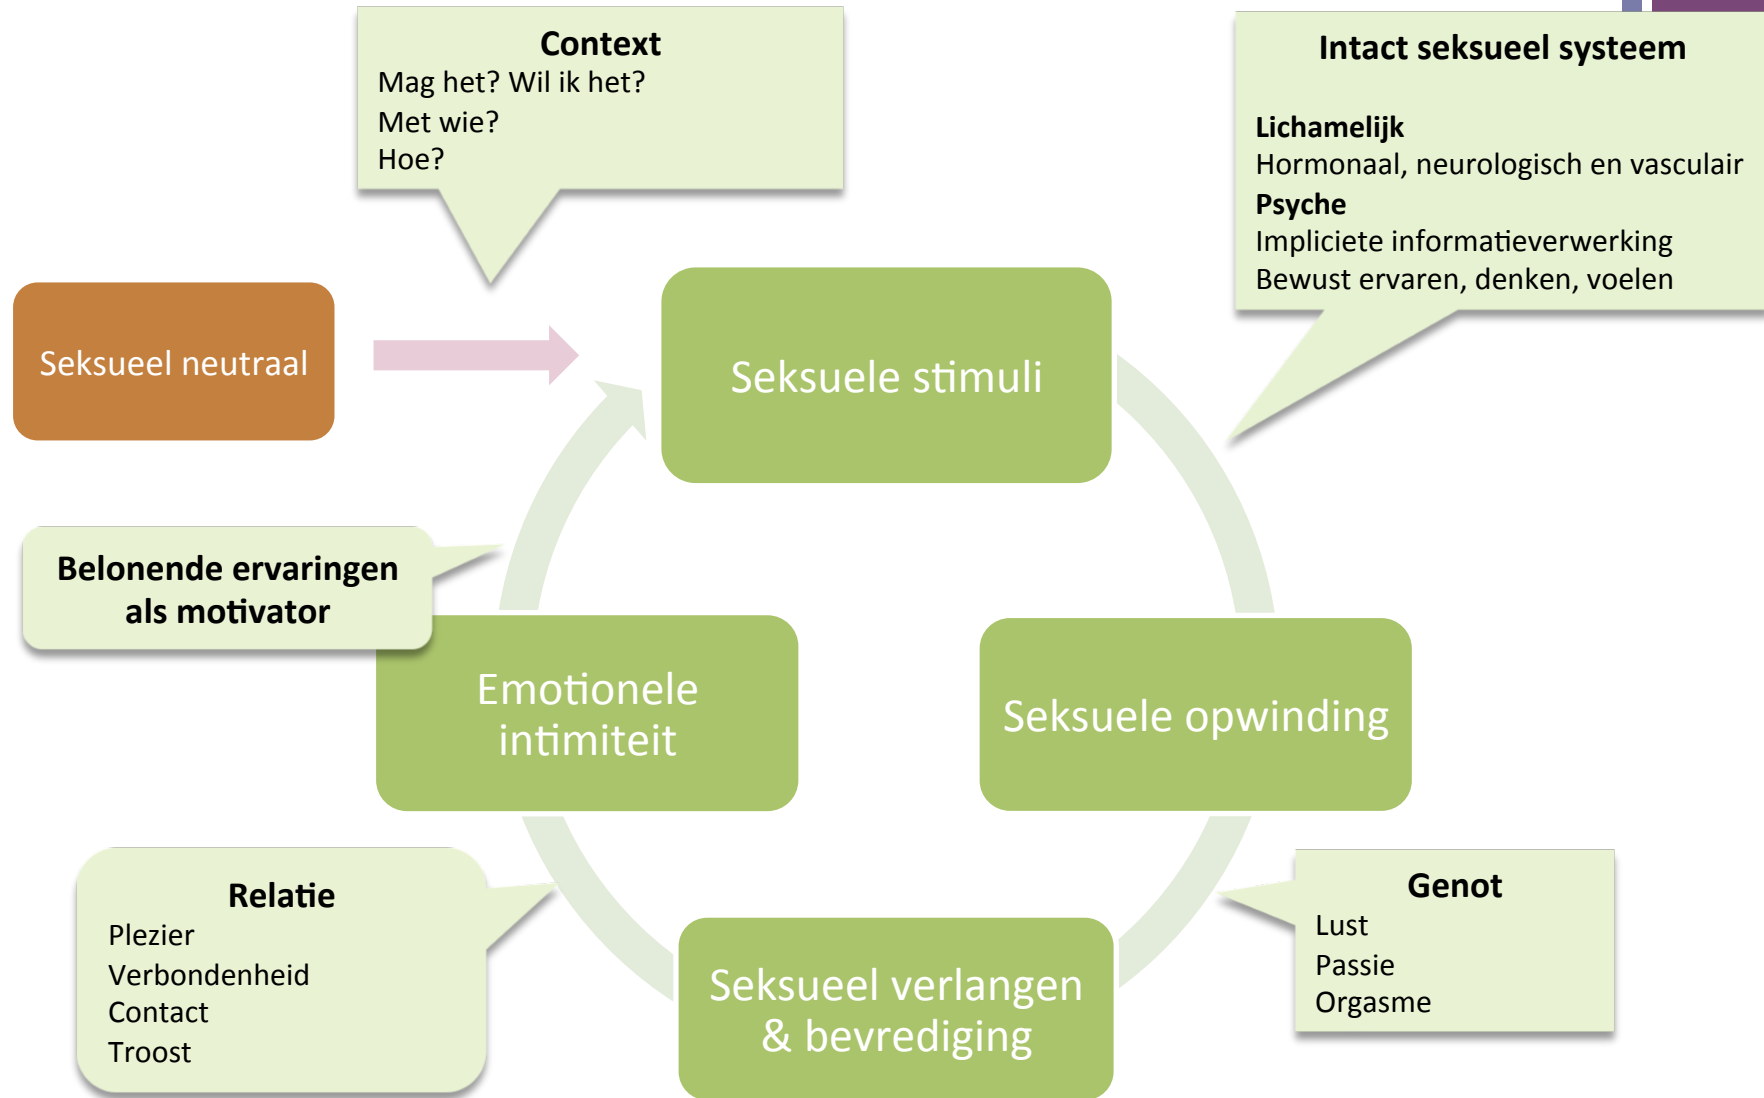 Context
Mag het? Wil ik het?
Met wie?
Hoe?
Intact seksueel systeem
Lichamelijk
Hormonaal, neurologisch en vasculair
Psyche
Impliciete informatieverwerking
Bewust ervaren, denken, voelen
Seksueel neutraal
Seksuele stimuli
Belonende ervaringen
als motivator
Emotionele
intimiteit
Seksuele opwinding
Relatie
Plezier
Verbondenheid
Contact
Troost
Seksueel verlangen
& bevrediging
Genot
Lust
Passie
Orgasme